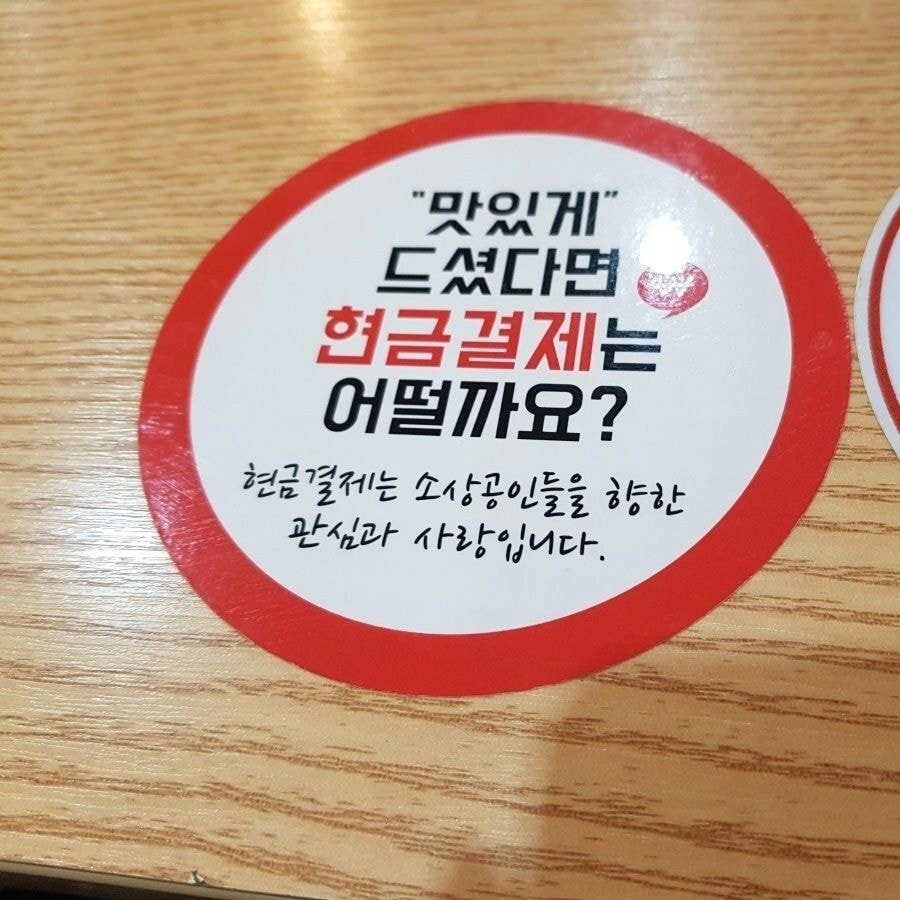 "맛있게"
드셨다면
현금결제는
어떨까요?
현금결제는 소상공인들을 향한
관심과 사랑입니다.